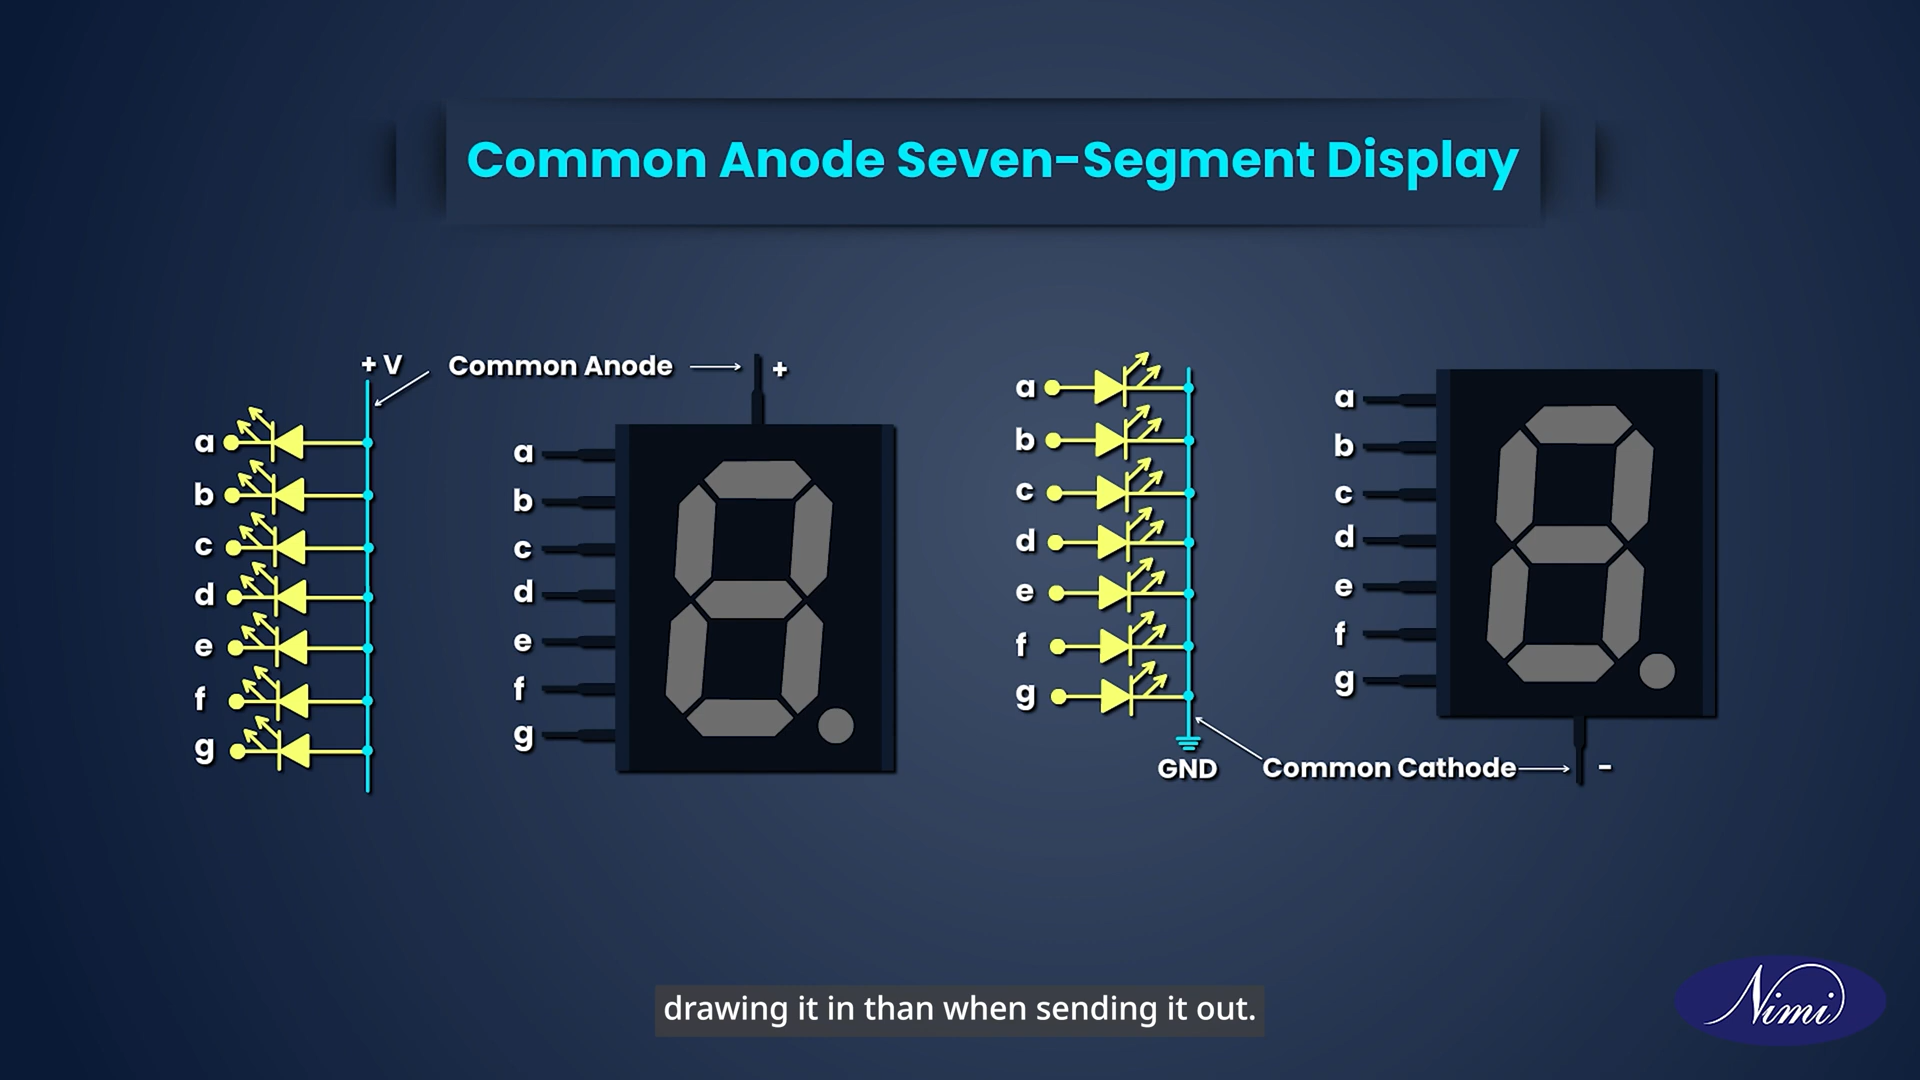 Common Anode Seven-Segment Display
+ V
Common Anode
+
a
b
c
d
e
f
g
a
b
c
d
e
f
g
a
b
c
d
e
f
g
GND
Common Cathode
-
a
b
c
d
e
f
g
drawing it in than when sending it out.
Nimi